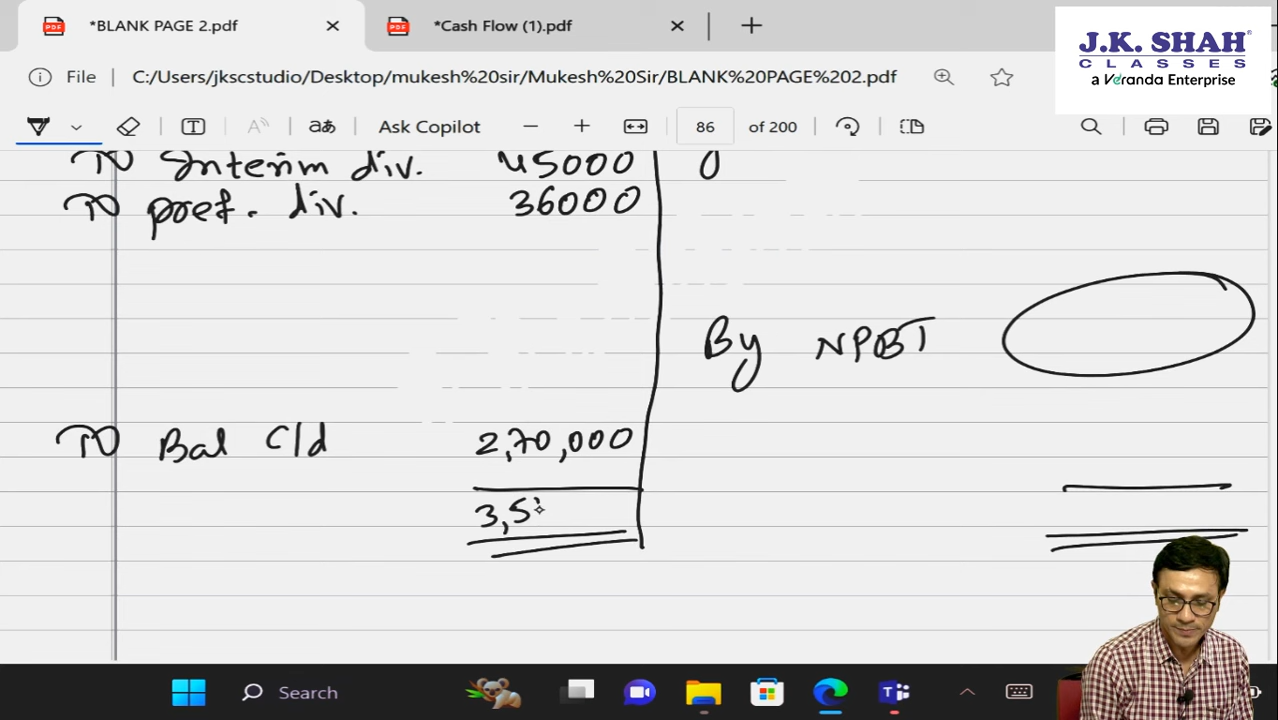 *BLANK PAGE 2.pdf
*Cash Flow (1).pdf
J.K. SHAH
CLASSES
a Veranda Enterprise
File C:/Users/jkscstudio/Desktop/mukesh%20sir/Mukesh%20Sir/BLANK%20PAGE%202.pdf
Ask Copilot
86 of 200
To Interim div. 45000
To pref. div. 36000
By NPBT
To Bal C/d 2,70,000
3,5
Search